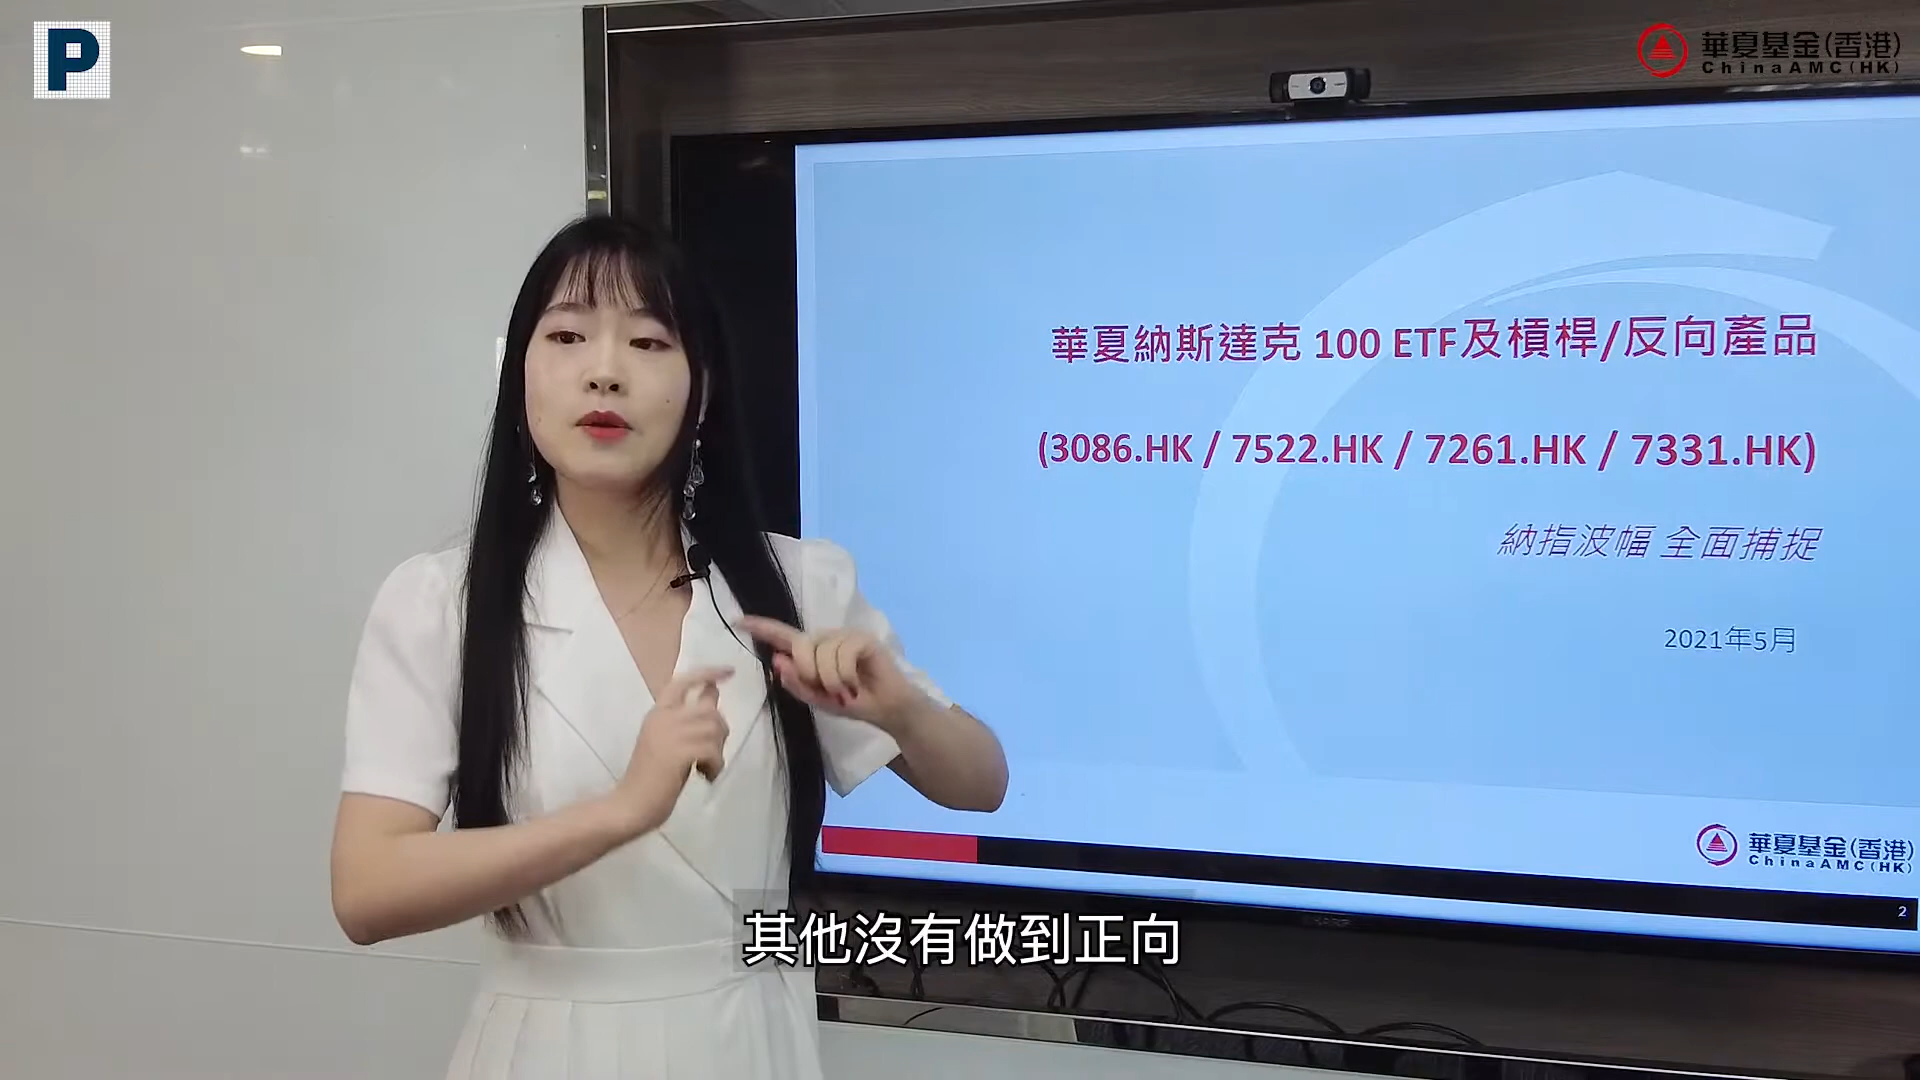 P
華夏基金(香港)
ChinaAMC(HK)
華夏納斯達克 100 ETF及槓桿/反向產品
(3086.HK / 7522.HK / 7261.HK / 7331.HK)
納指波幅 全面捕捉
2021年5月
華夏基金(香港)
ChinaAMC(HK)
2
SHARP
其他沒有做到正向